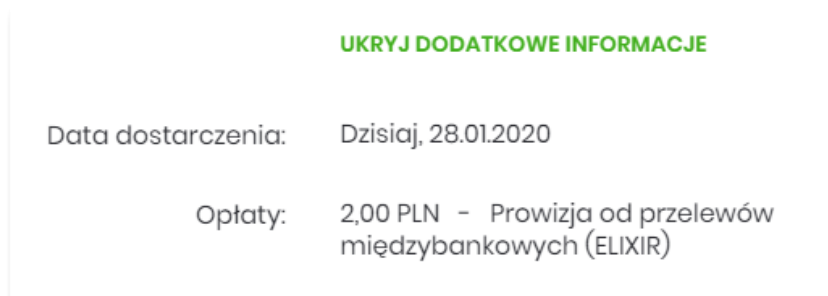 UKRYJ DODATKOWE INFORMACJE
Data dostarczenia: Dzisiaj, 28.01.2020
Opłaty: 2,00 PLN - Prowizja od przelewów
międzybankowych (ELIXIR)